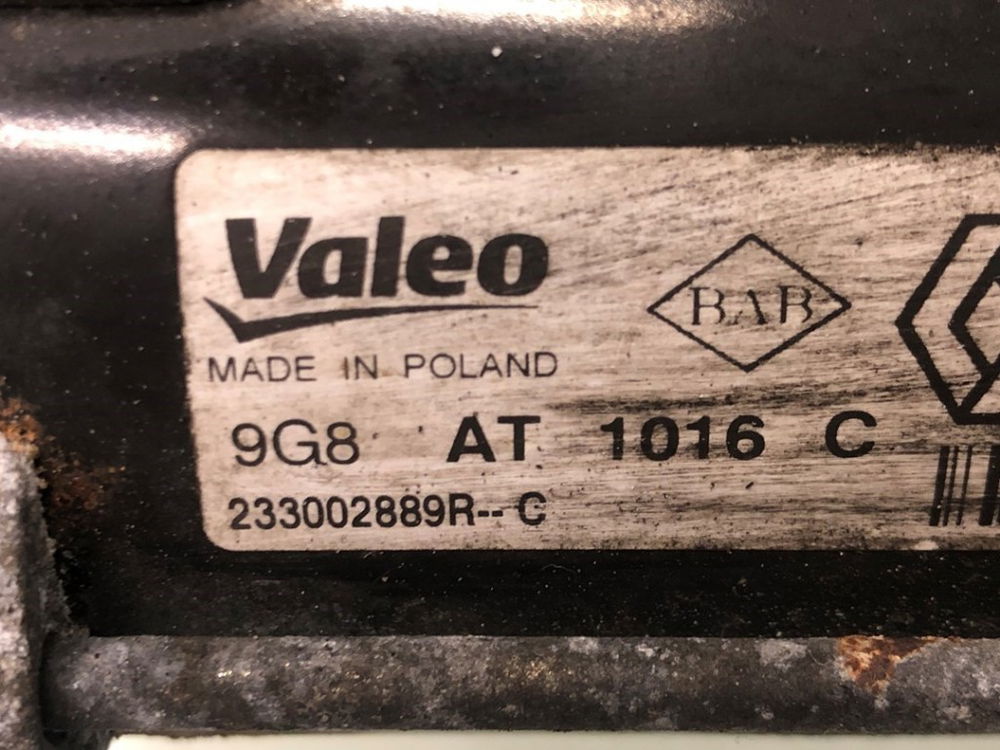 Valeo
MADE IN POLAND
BAB
9G8 AT 1016 C
233002889R-- C